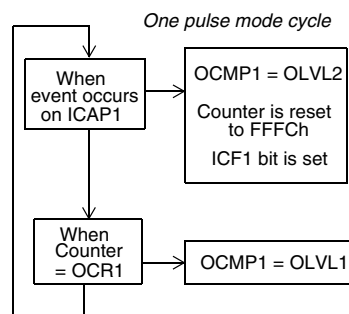 One pulse mode cycle
When
event occurs
on ICAP1
OCMP1 = OLVL2
Counter is reset
to FFFCh
ICF1 bit is set
When
Counter
= OCR1
OCMP1 = OLVL1